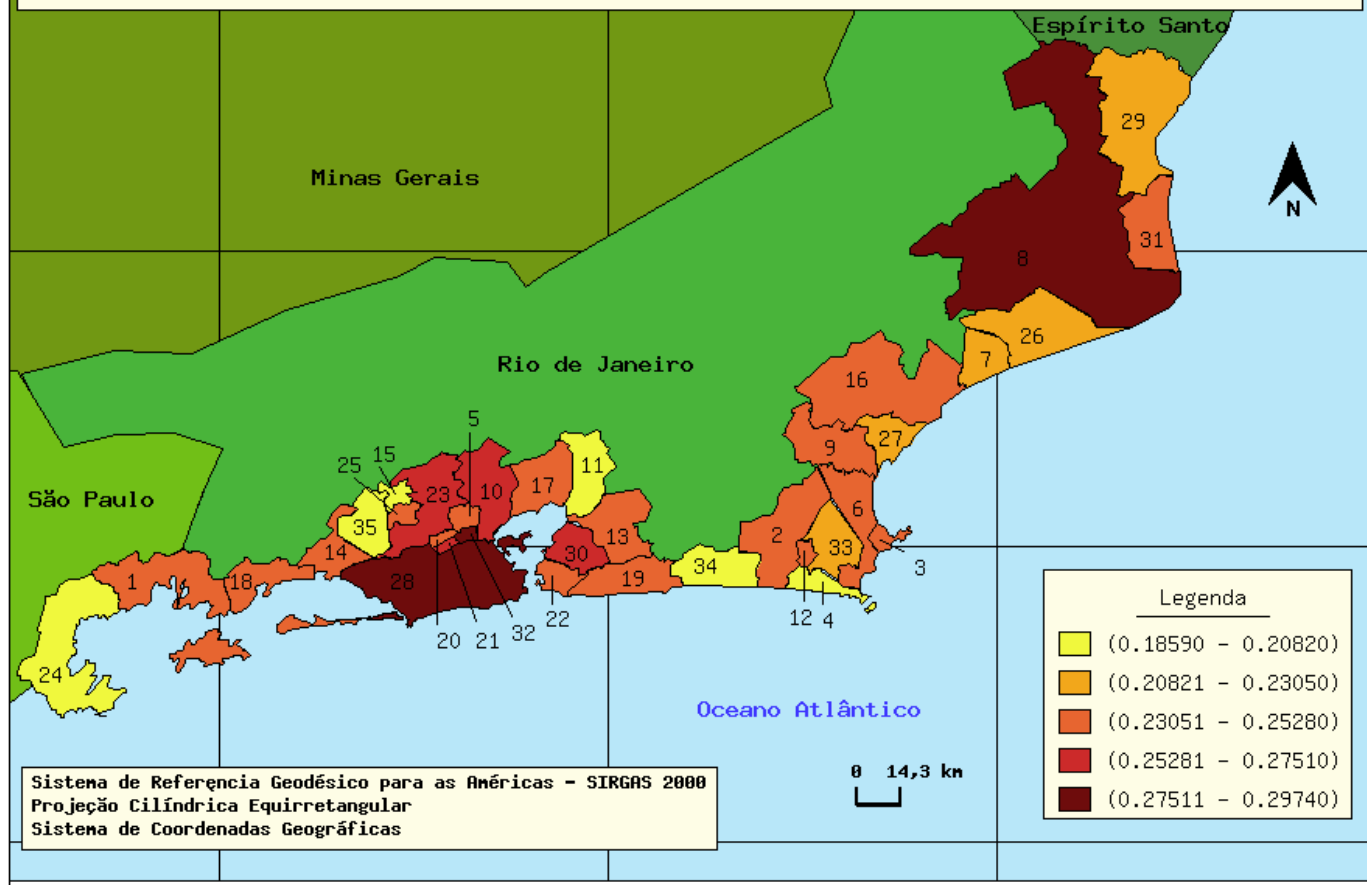 Espírito Santo
29
Minas Gerais
N
31
8
26
7
Rio de Janeiro
16
5
27
9
15
25
11
23
10
17
São Paulo
6
35
13
2
14
30
33
34
3
1
18
28
19
12
4
22
32
20
21
24
Legenda
(0.18590 - 0.20820)
(0.20821 - 0.23050)
(0.23051 - 0.25280)
(0.25281 - 0.27510)
(0.27511 - 0.29740)
Oceano Atlântico
0 14,3 km
Sistema de Referençia Geodésico para as Américas - SIRGAS 2000
Projeção Cilíndrica Equirretangular
Sistema de Coordenadas Geográficas